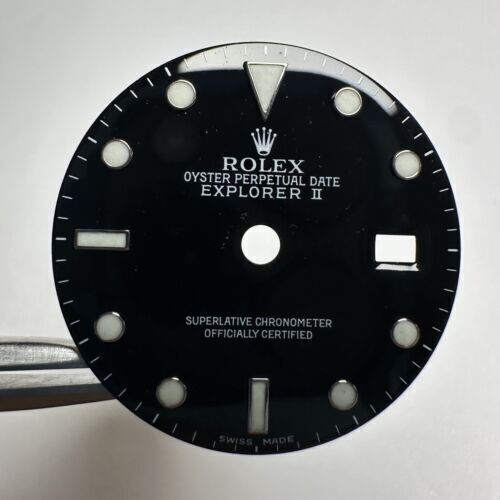 ROLEX
OYSTER PERPETUAL DATE
EXPLORER II
SUPERLATIVE CHRONOMETER
OFFICIALLY CERTIFIED
SWISS MADE